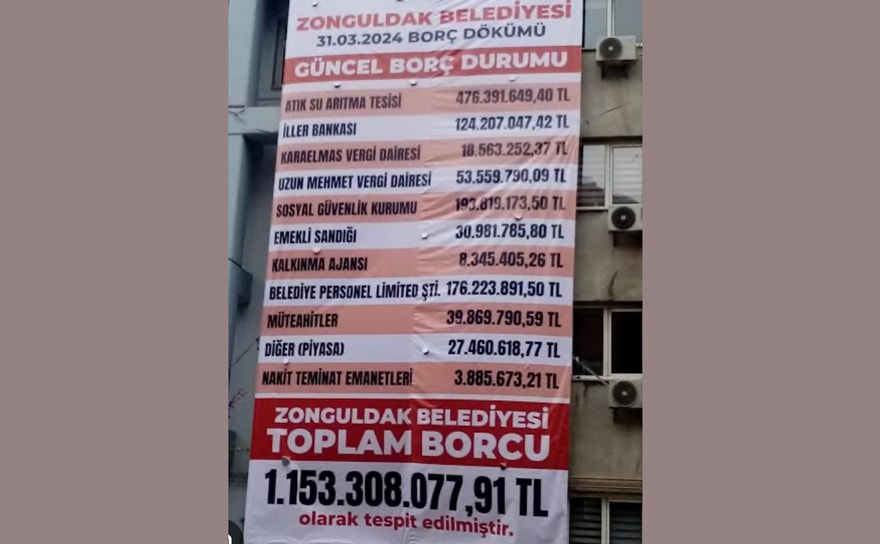 ZONGULDAK BELEDİYESİ
31.03.2024 BORÇ DÖKÜMÜ
GÜNCEL BORÇ DURUMU
ATIK SU ARITMA TESİSİ 476.391.649,40 TL
İLLER BANKASI 124.207.047,42 TL
KARAELMAS VERGİ DAİRESİ 18.563.252,37 TL
UZUN MEHMET VERGİ DAİRESİ 53.559.790,09 TL
SOSYAL GÜVENLİK KURUMU 193.819.173,50 TL
EMEKLİ SANDIĞI 30.981.785,80 TL
KALKINMA AJANSI 8.345.405,26 TL
BELEDİYE PERSONEL LİMİTED ŞTİ. 176.223.891,50 TL
MÜTEAHİTLER 39.869.790,59 TL
DİĞER (PİYASA) 27.460.618,77 TL
NAKİT TEMİNAT EMANETLERİ 3.885.673,21 TL
ZONGULDAK BELEDİYESİ
TOPLAM BORCU
1.153.308.077,91 TL
olarak tespit edilmiştir.